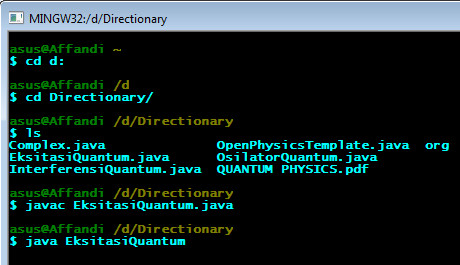 MINGW32:/d/Directionary
asus@Affandi ~
$ cd d:
asus@Affandi /d
$ cd Directionary/
asus@Affandi /d/Directionary
$ ls
Complex.java OpenPhysicsTemplate.java org
EksitasiQuantum.java OsilatorQuantum.java
InterferensiQuantum.java QUANTUM PHYSICS.pdf
asus@Affandi /d/Directionary
$ javac EksitasiQuantum.java
asus@Affandi /d/Directionary
$ java EksitasiQuantum